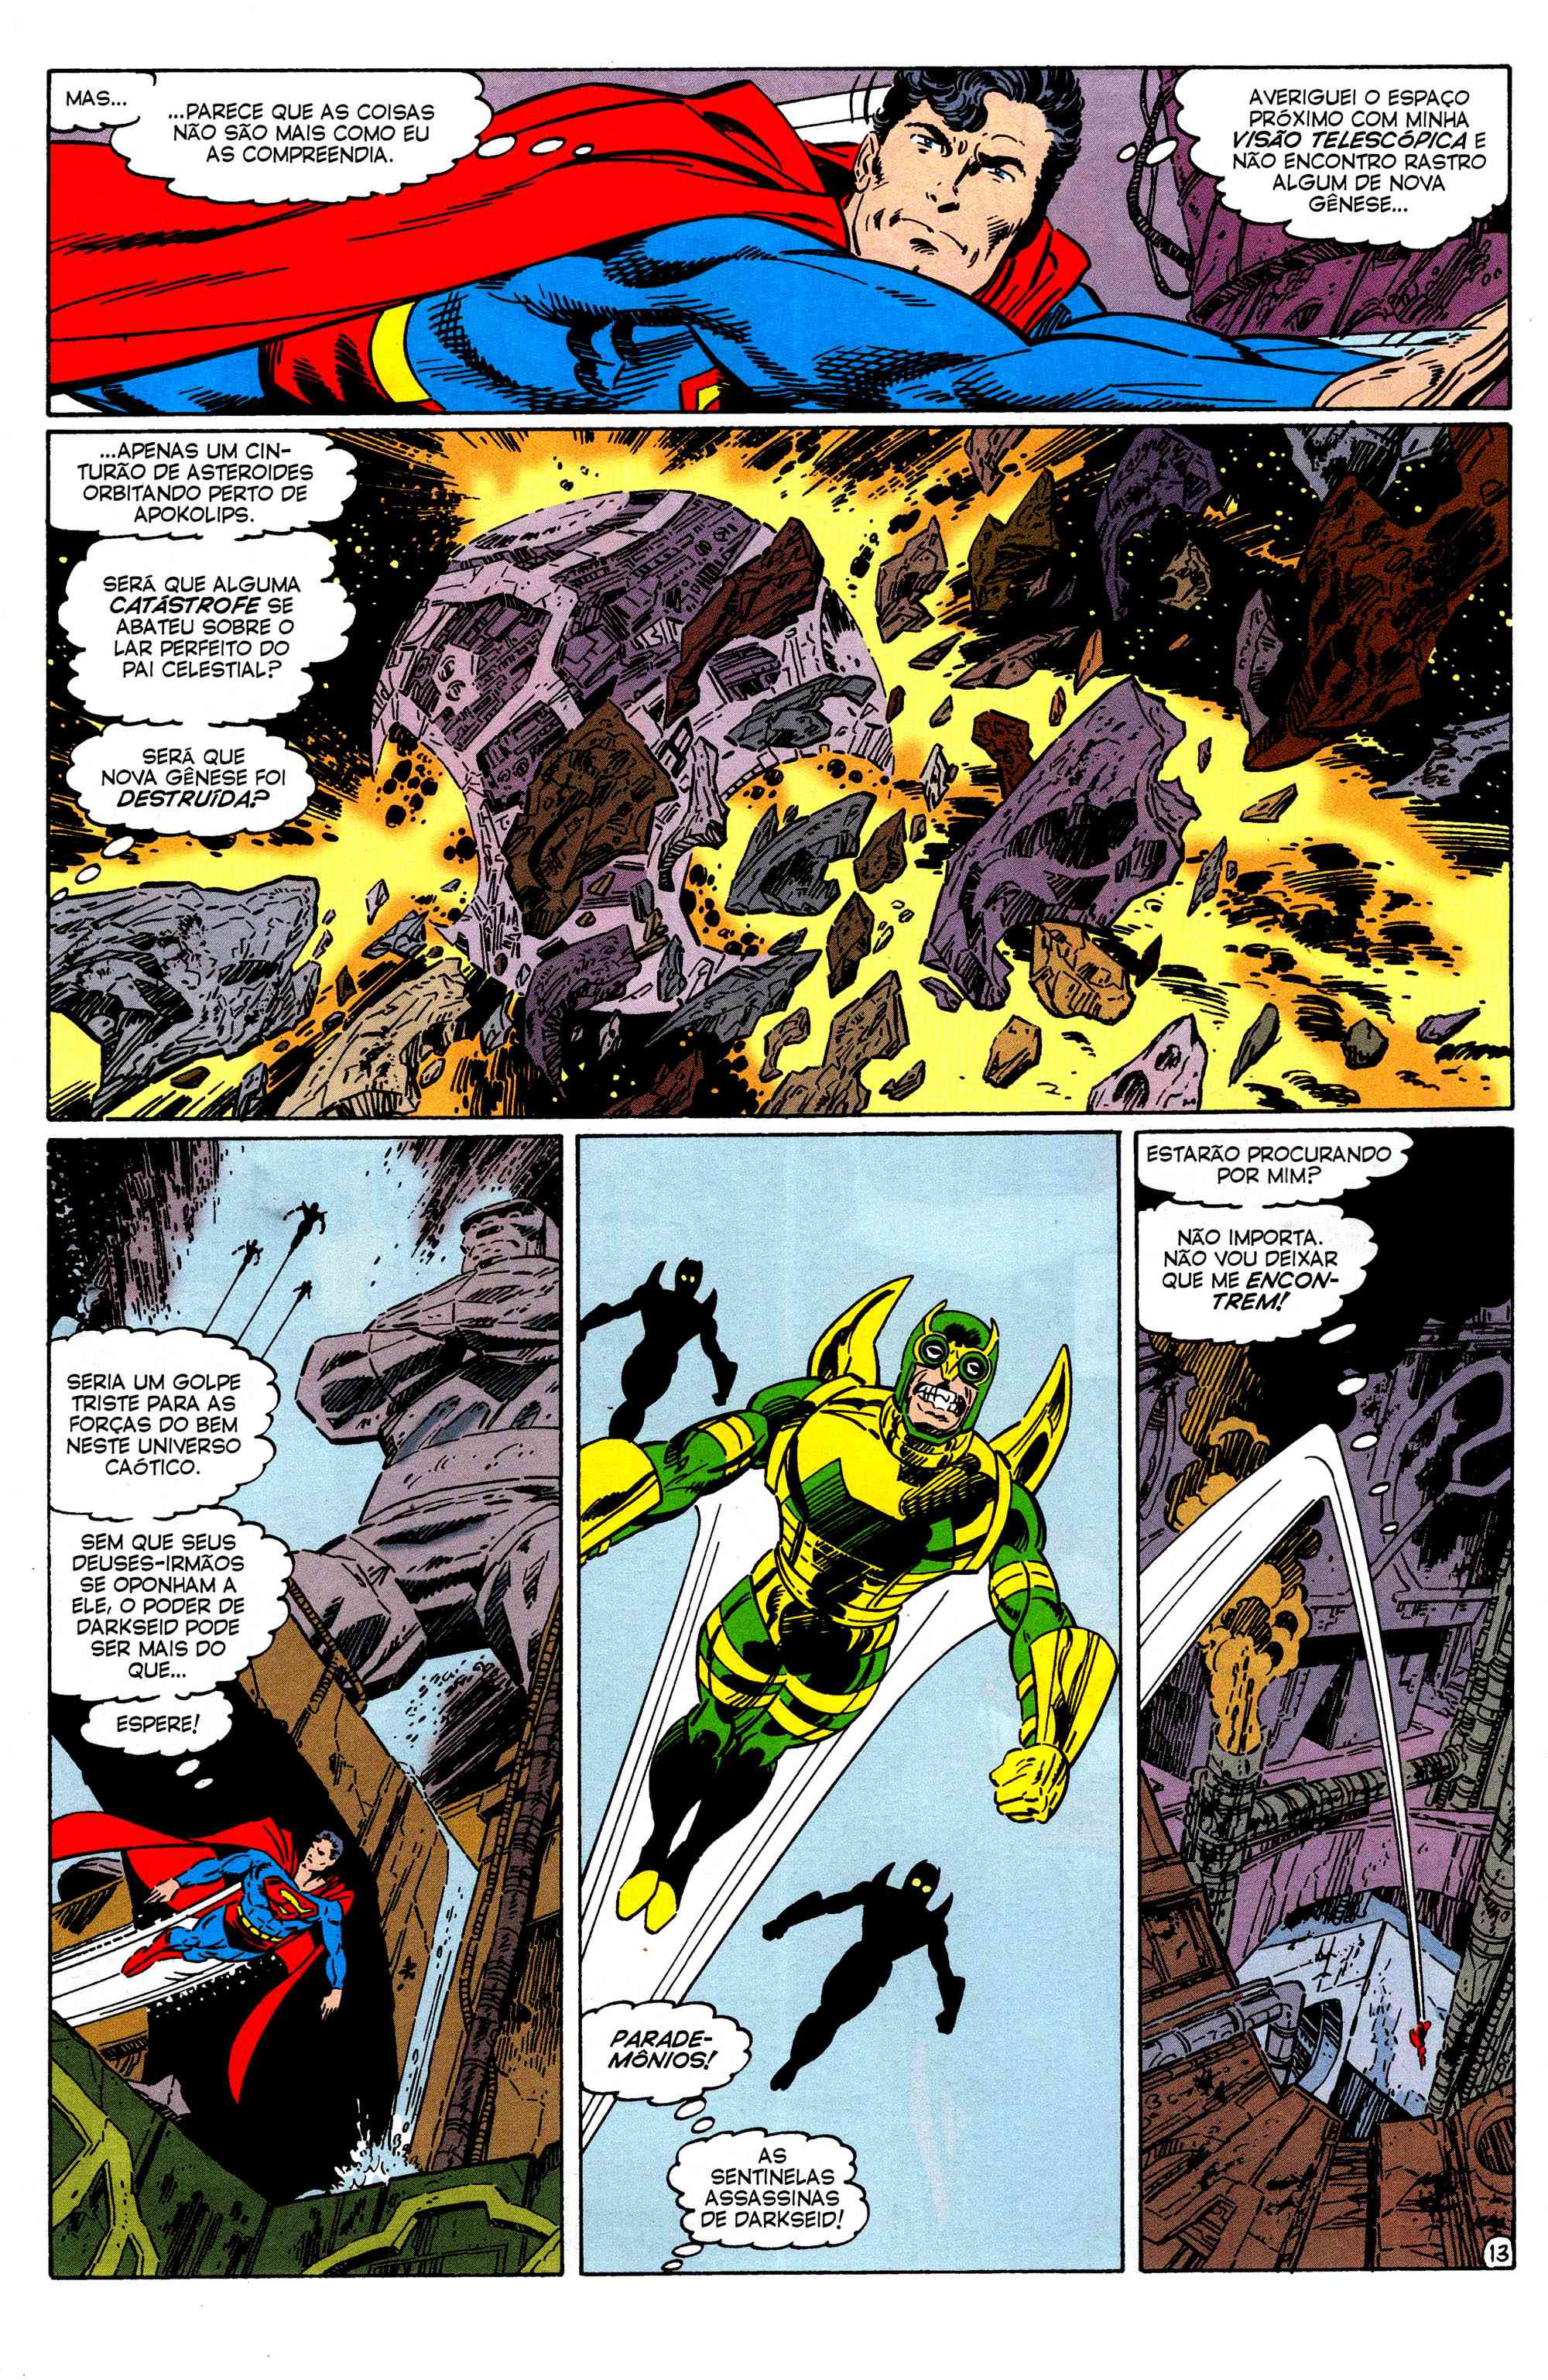 MAS...
...PARECE QUE AS COISAS
NÃO SÃO MAIS COMO EU
AS COMPREENDIA.
AVERIGUEI O ESPAÇO
PRÓXIMO COM MINHA
VISÃO TELESCÓPICA E
NÃO ENCONTRO RASTRO
ALGUM DE NOVA
GÊNESE...
...APENAS UM CIN-
TURÃO DE ASTEROIDES
ORBITANDO PERTO DE
APOKOLIPS.
SERÁ QUE ALGUMA
CATÁSTROFE SE
ABATEU SOBRE O
LAR PERFEITO DO
PAI CELESTIAL?
SERÁ QUE
NOVA GÊNESE FOI
DESTRUÍDA?
SERIA UM GOLPE
TRISTE PARA AS
FORÇAS DO BEM
NESTE UNIVERSO
CAÓTICO.
SEM QUE SEUS
DEUSES-IRMÃOS
SE OPONHAM A
ELE, O PODER DE
DARKSEID PODE
SER MAIS DO
QUE...
ESPERE!
PARADE-
MÔNIOS!
AS
SENTINELAS
ASSASSINAS
DE DARKSEID!
ESTARÃO PROCURANDO
POR MIM?
NÃO IMPORTA.
NÃO VOU DEIXAR
QUE ME ENCON-
TREM!
13